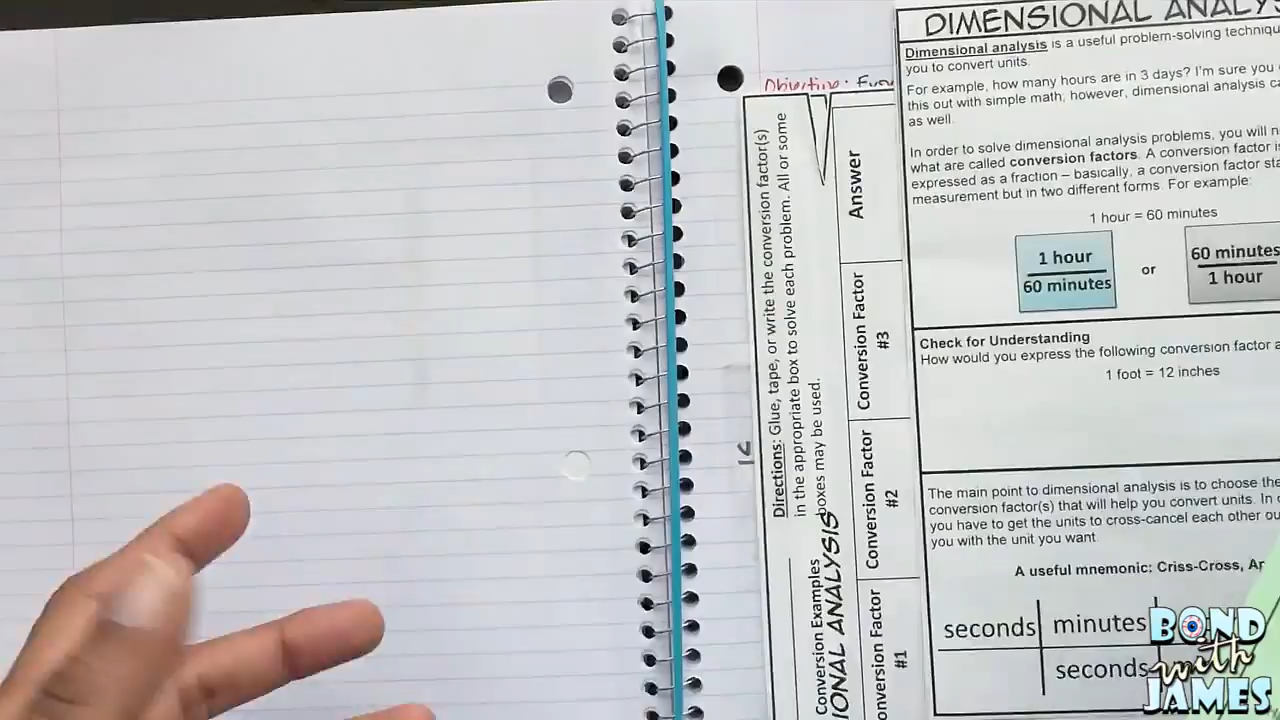 DIMENSIONAL ANALYS
Dimensional analysis is a useful problem-solving techniqu
you to convert units.
For example, how many hours are in 3 days? I'm sure you
this out with simple math, however, dimensional analysis ca
as well.
In order to solve dimensional analysis problems, you will n
what are called conversion factors. A conversion factor is
expressed as a fraction – basically, a conversion factor sta
measurement but in two different forms. For example:
1 hour = 60 minutes
1 hour
60 minutes
or
60 minutes
1 hour
Check for Understanding
How would you express the following conversion factor a
1 foot = 12 inches
The main point to dimensional analysis is to choose the
conversion factor(s) that will help you convert units. In
you have to get the units to cross-cancel each other ou
you with the unit you want
A useful mnemonic: Criss-Cross, Ap
seconds minutes
seconds
Directions: Glue, tape, or write the conversion factor(s)
in the appropriate box to solve each problem. All or some
boxes may be used.
Conversion Examples
IONAL ANALYSIS
onversion Factor
#1
Conversion Factor
#2
Conversion Factor
#3
Answer
Objective:
BOND
with
JAMES